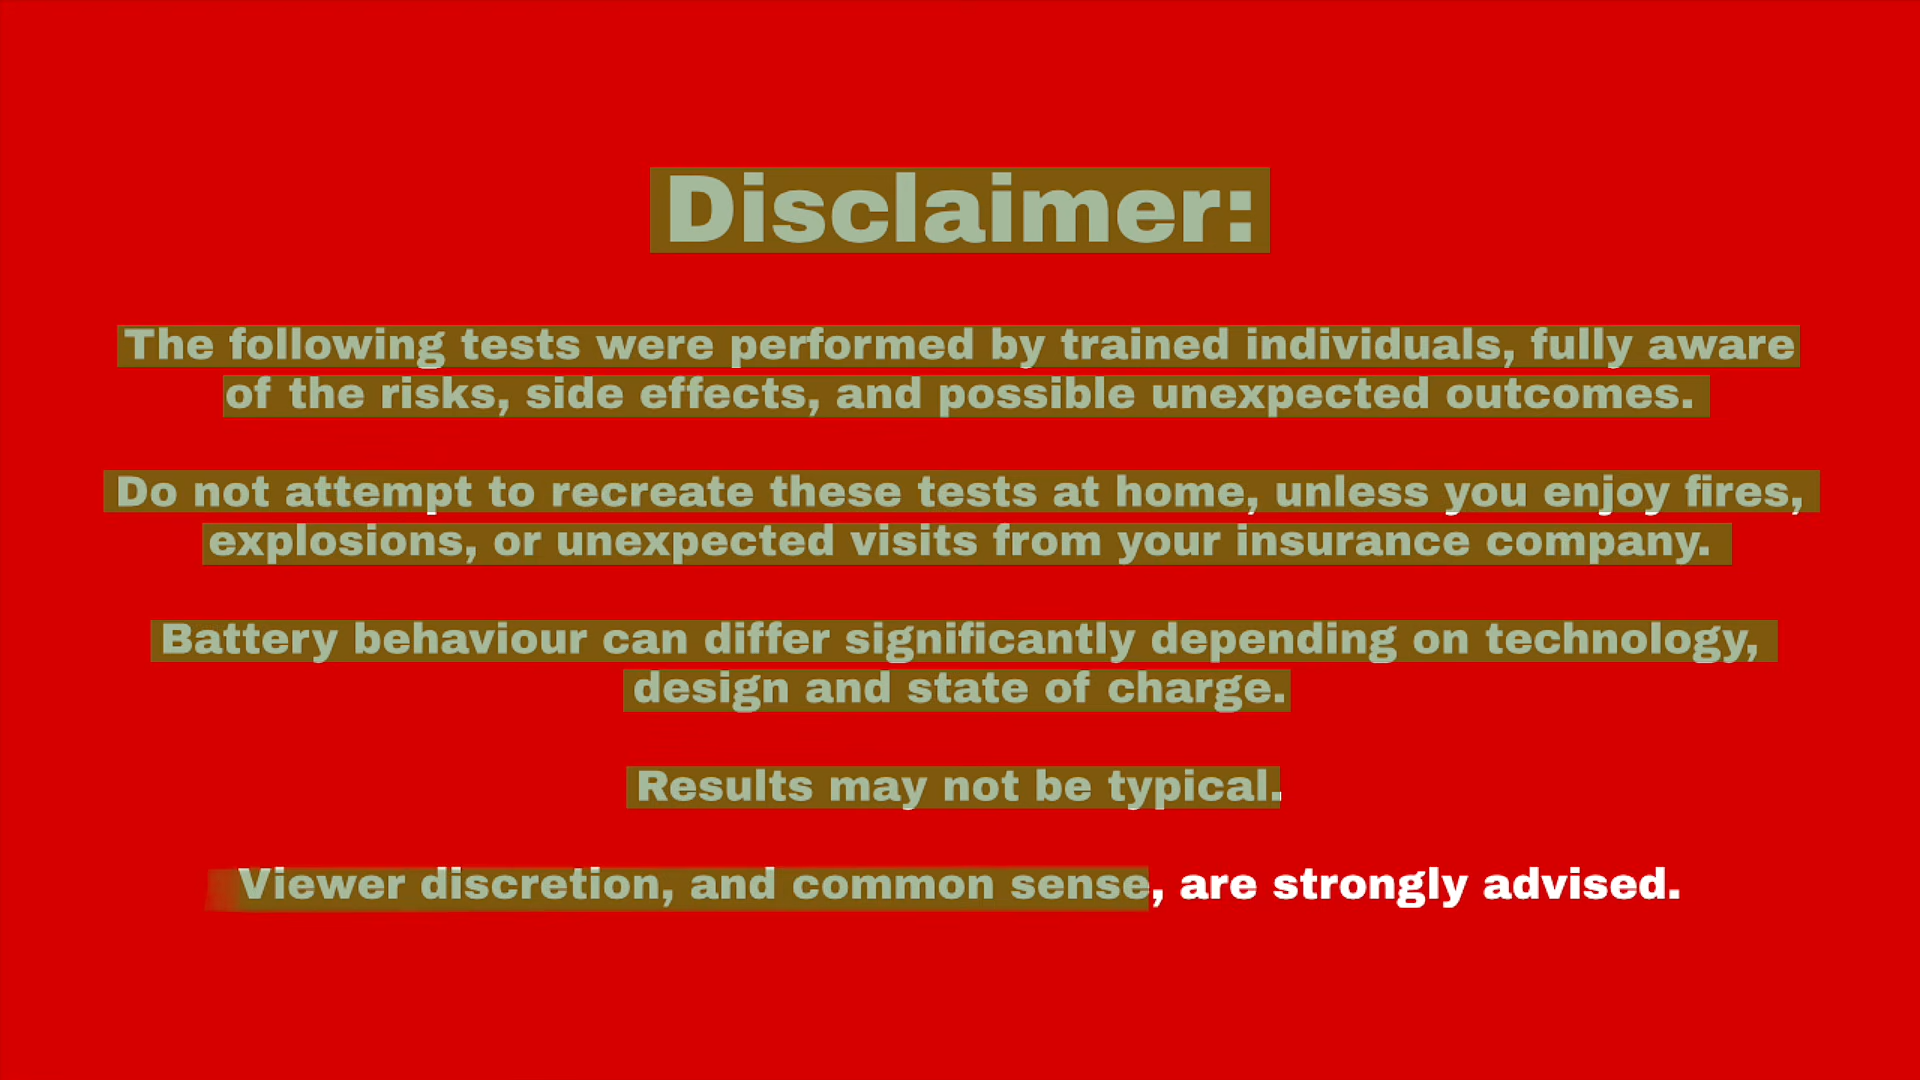 Disclaimer:
The following tests were performed by trained individuals, fully aware
of the risks, side effects, and possible unexpected outcomes.
Do not attempt to recreate these tests at home, unless you enjoy fires,
explosions, or unexpected visits from your insurance company.
Battery behaviour can differ significantly depending on technology,
design and state of charge.
Results may not be typical.
Viewer discretion, and common sense, are strongly advised.